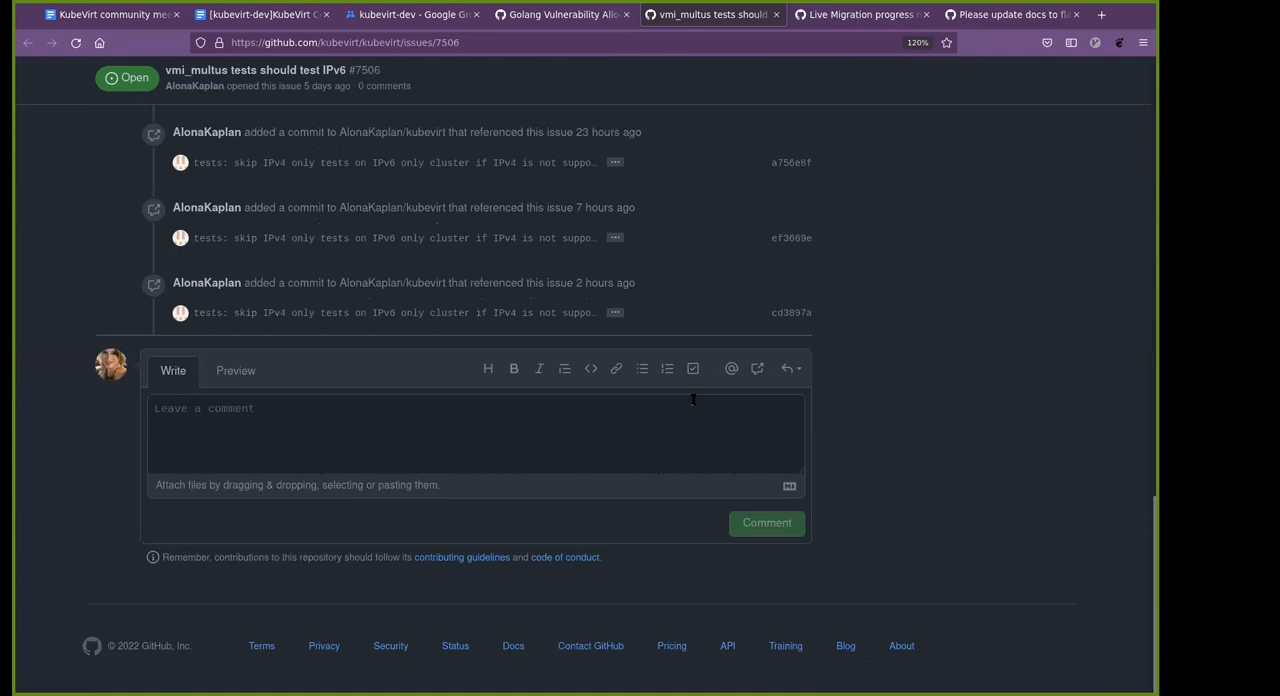 KubeVirt community mee
[kubevirt-dev]KubeVirt C
kubevirt-dev - Google Gr
Golang Vulnerability Allo
vmi_multus tests should
Live Migration progress n
Please update docs to fla
https://github.com/kubevirt/kubevirt/issues/7506
120%
Open
vmi_multus tests should test IPv6 #7506
AlonaKaplan opened this issue 5 days ago · 0 comments
AlonaKaplan added a commit to AlonaKaplan/kubevirt that referenced this issue 23 hours ago
tests: skip IPv4 only tests on IPv6 only cluster if IPv4 is not suppo… a756e8f
AlonaKaplan added a commit to AlonaKaplan/kubevirt that referenced this issue 7 hours ago
tests: skip IPv4 only tests on IPv6 only cluster if IPv4 is not suppo… ef3669e
AlonaKaplan added a commit to AlonaKaplan/kubevirt that referenced this issue 2 hours ago
tests: skip IPv4 only tests on IPv6 only cluster if IPv4 is not suppo… cd3897a
Write Preview
Leave a comment
Attach files by dragging & dropping, selecting or pasting them.
Comment
Remember, contributions to this repository should follow its contributing guidelines and code of conduct.
© 2022 GitHub, Inc. Terms Privacy Security Status Docs Contact GitHub Pricing API Training Blog About